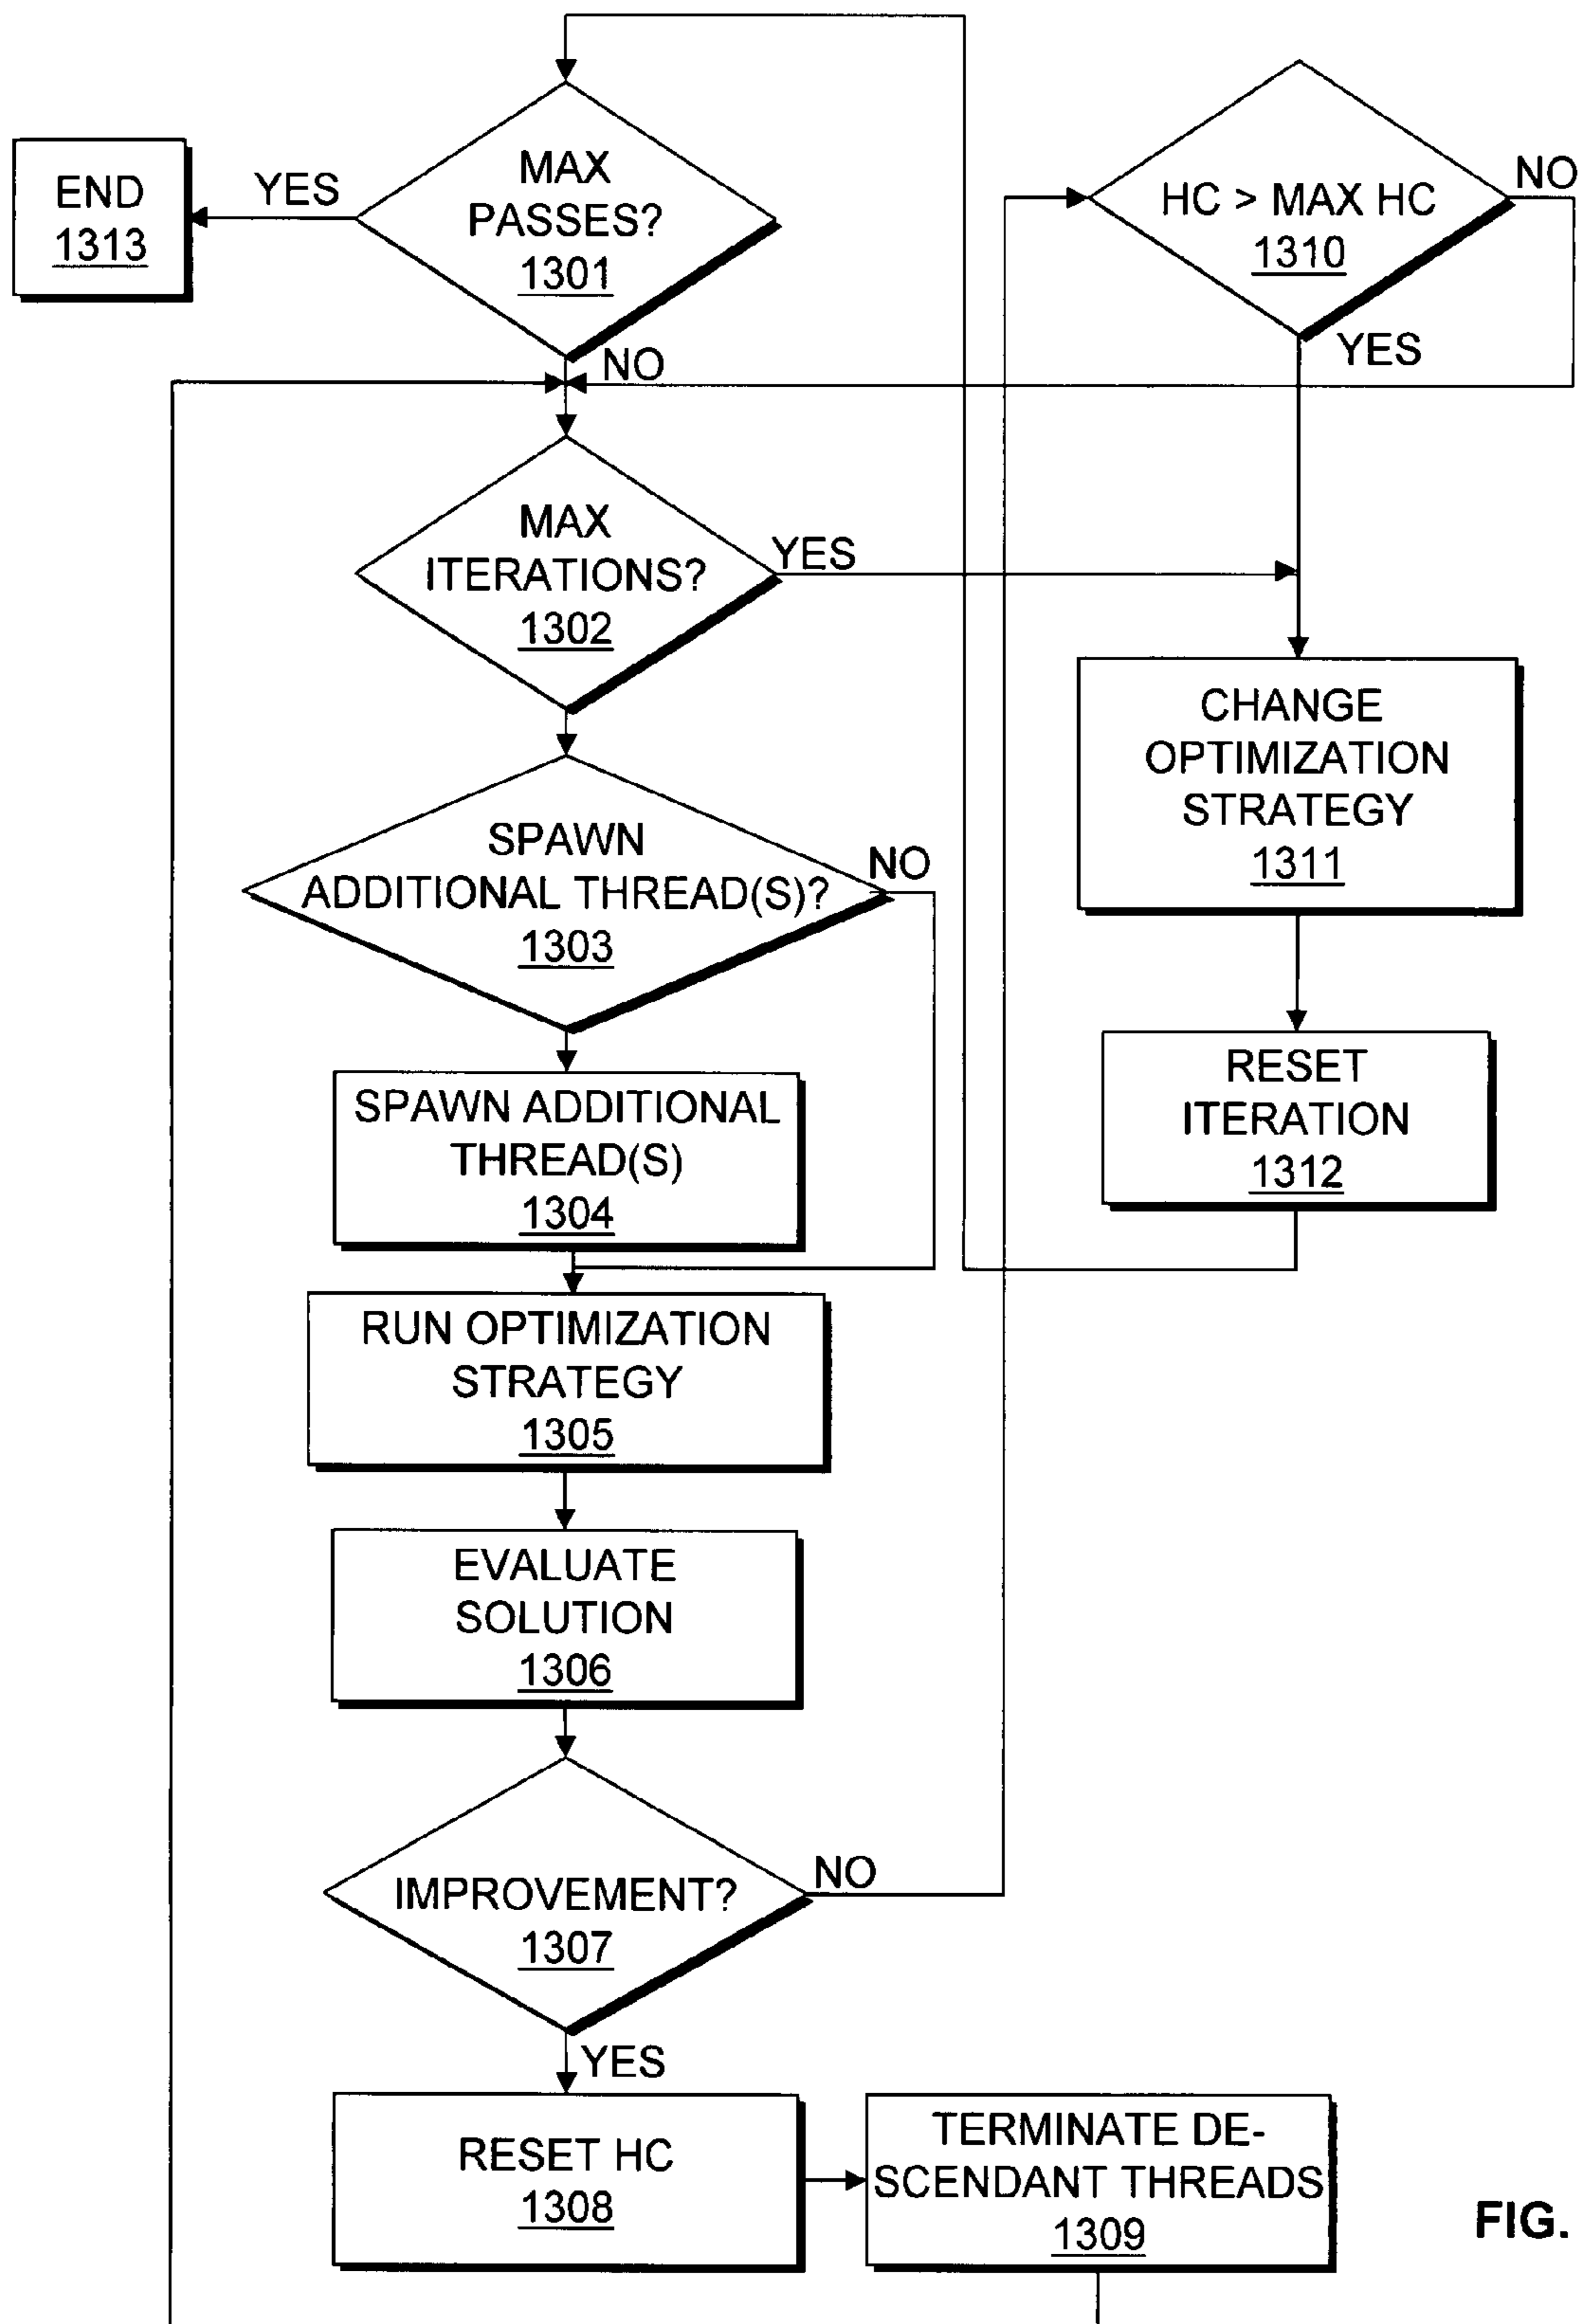 MAX
PASSES?
1301
YES
END
1313
NO
HC > MAX HC
1310
NO
YES
MAX
ITERATIONS?
1302
YES
SPAWN
ADDITIONAL THREAD(S)?
1303
NO
SPAWN ADDITIONAL
THREAD(S)
1304
RUN OPTIMIZATION
STRATEGY
1305
EVALUATE
SOLUTION
1306
IMPROVEMENT?
1307
NO
YES
RESET HC
1308
TERMINATE DE-
SCENDANT THREADS
1309
CHANGE
OPTIMIZATION
STRATEGY
1311
RESET
ITERATION
1312
FIG.